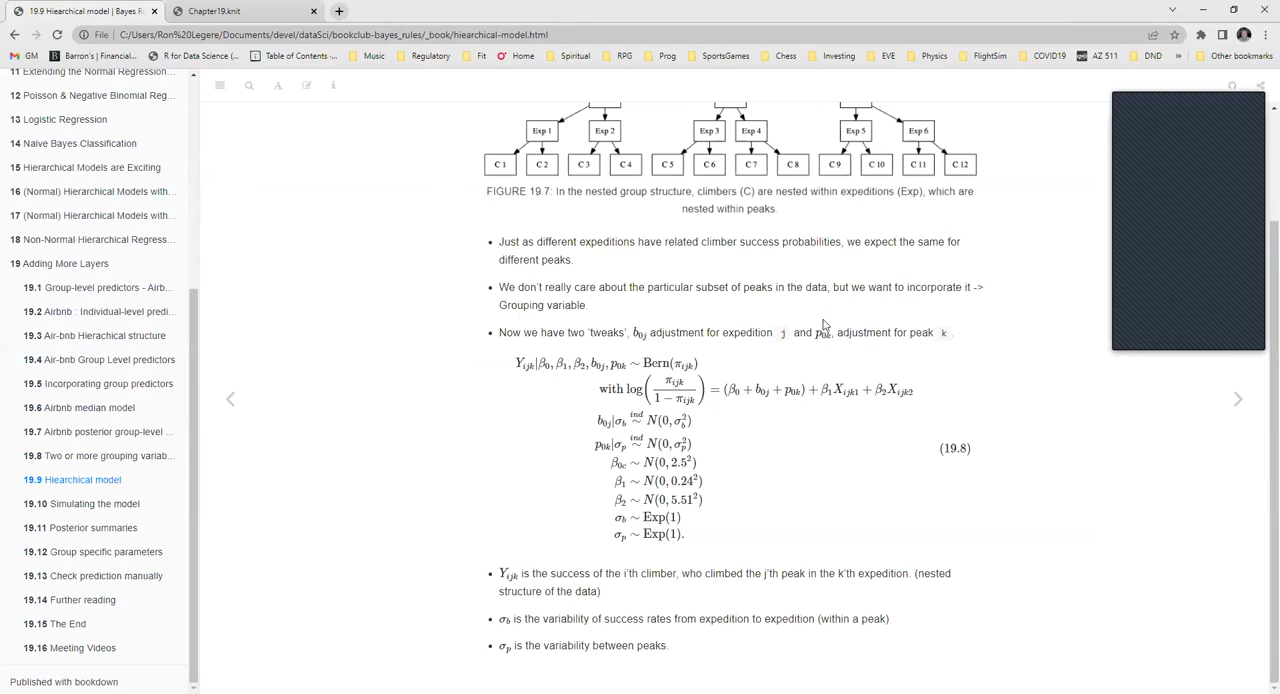 19.9 Hiearchical model | Bayes R
Chapter19.knit
File | C:/Users/Ron%20Legere/Documents/devel/dataSci/bookclub-bayes_rules/_book/hiearchical-model.html
GM Barron's | Financial... R for Data Science (... Table of Contents -... Music Regulatory Fit Home Spiritual RPG Prog SportsGames Chess Investing EVE Physics FlightSim COVID19 AZ 511 DND » Other bookmarks
11 Extending the Normal Regression...
12 Poisson & Negative Binomial Reg...
13 Logistic Regression
14 Naive Bayes Classification
15 Hierarchical Models are Exciting
16 (Normal) Hierarchical Models with...
17 (Normal) Hierarchical Models with...
18 Non-Normal Hierarchical Regress...
19 Adding More Layers
19.1 Group-level predictors - Airb...
19.2 Airbnb : Individual-level predi...
19.3 Air-bnb Hierachical structure
19.4 Air-bnb Group Level predictors
19.5 Incorporating group predictors
19.6 Airbnb median model
19.7 Airbnb posterior group-level ...
19.8 Two or more grouping variab...
19.9 Hiearchical model
19.10 Simulating the model
19.11 Posterior summaries
19.12 Group specific parameters
19.13 Check prediction manually
19.14 Further reading
19.15 The End
19.16 Meeting Videos
Published with bookdown
Exp 1 Exp 2 Exp 3 Exp 4 Exp 5 Exp 6
C 1 C 2 C 3 C 4 C 5 C 6 C 7 C 8 C 9 C 10 C 11 C 12
FIGURE 19.7: In the nested group structure, climbers (C) are nested within expeditions (Exp), which are
nested within peaks.
• Just as different expeditions have related climber success probabilities, we expect the same for
different peaks.
• We don't really care about the particular subset of peaks in the data, but we want to incorporate it ->
Grouping variable.
• Now we have two 'tweaks', b₀ⱼ adjustment for expedition j and p₀ₖ, adjustment for peak k .
Yᵢⱼₖ|β₀, β₁, β₂, b₀ⱼ, p₀ₖ ∼ Bern(πᵢⱼₖ)
with log(πᵢⱼₖ / 1 − πᵢⱼₖ) = (β₀ + b₀ⱼ + p₀ₖ) + β₁Xᵢⱼₖ₁ + β₂Xᵢⱼₖ₂
b₀ⱼ|σ_b ind∼ N(0, σ_b²)
p₀ₖ|σₚ ind∼ N(0, σₚ²)
(19.8)
β₀c ∼ N(0, 2.5²)
β₁ ∼ N(0, 0.24²)
β₂ ∼ N(0, 5.51²)
σ_b ∼ Exp(1)
σₚ ∼ Exp(1).
• Yᵢⱼₖ is the success of the i'th climber, who climbed the j'th peak in the k'th expedition. (nested
structure of the data)
• σ_b is the variability of success rates from expedition to expedition (within a peak)
• σₚ is the variability between peaks.